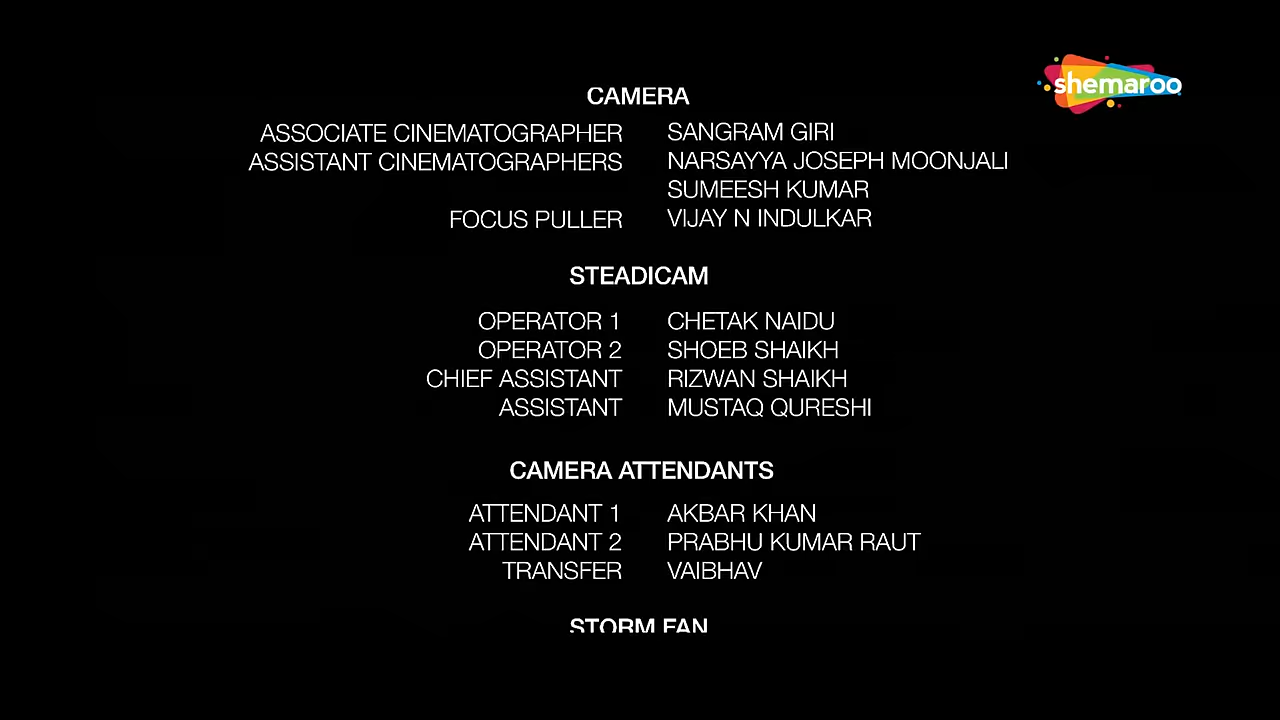 shemaroo
CAMERA
ASSOCIATE CINEMATOGRAPHER SANGRAM GIRI
ASSISTANT CINEMATOGRAPHERS NARSAYYA JOSEPH MOONJALI
SUMEESH KUMAR
FOCUS PULLER VIJAY N INDULKAR
STEADICAM
OPERATOR 1 CHETAK NAIDU
OPERATOR 2 SHOEB SHAIKH
CHIEF ASSISTANT RIZWAN SHAIKH
ASSISTANT MUSTAQ QURESHI
CAMERA ATTENDANTS
ATTENDANT 1 AKBAR KHAN
ATTENDANT 2 PRABHU KUMAR RAUT
TRANSFER VAIBHAV
STORM FAN